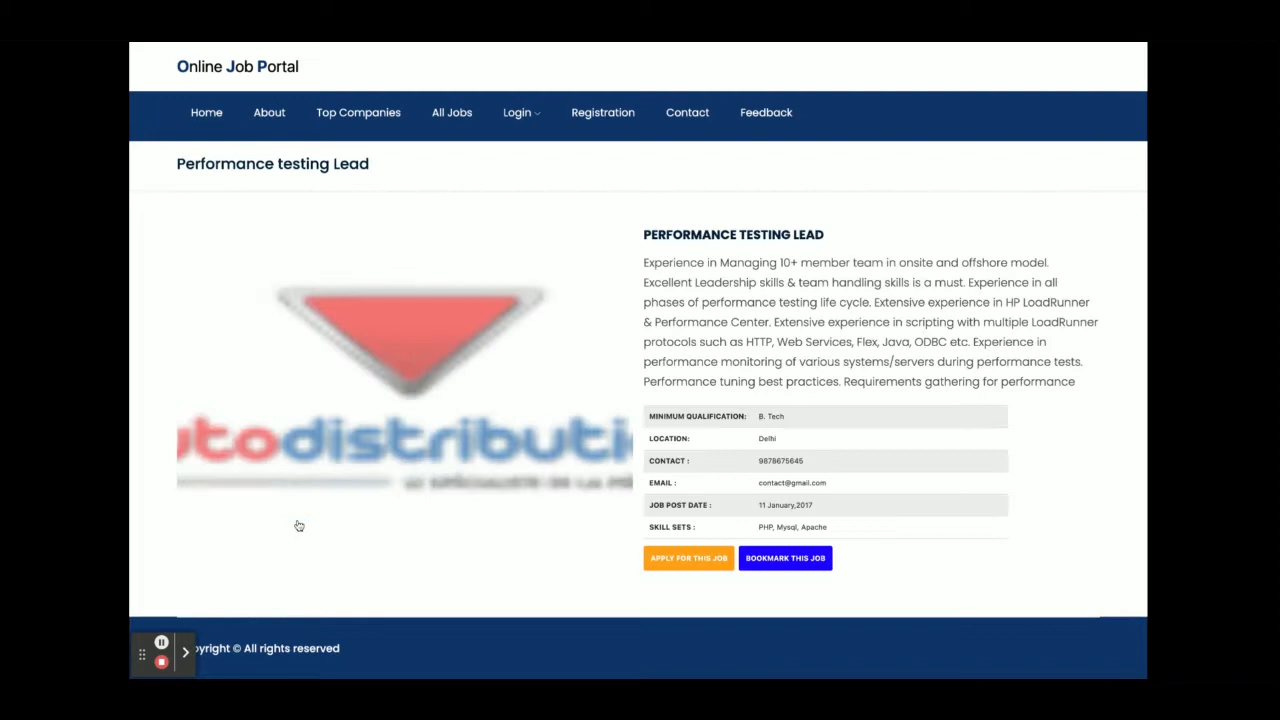 Online Job Portal
Home About Top Companies All Jobs Login Registration Contact Feedback
Performance testing Lead
utodistributi
PERFORMANCE TESTING LEAD
Experience in Managing 10+ member team in onsite and offshore model.
Excellent Leadership skills & team handling skills is a must. Experience in all
phases of performance testing life cycle. Extensive experience in HP LoadRunner
& Performance Center. Extensive experience in scripting with multiple LoadRunner
protocols such as HTTP, Web Services, Flex, Java, ODBC etc. Experience in
performance monitoring of various systems/servers during performance tests.
Performance tuning best practices. Requirements gathering for performance
MINIMUM QUALIFICATION: B. Tech
LOCATION: Delhi
CONTACT : 9878675645
EMAIL : contact@gmail.com
JOB POST DATE : 11 January,2017
SKILL SETS : PHP, Mysql, Apache
APPLY FOR THIS JOB BOOKMARK THIS JOB
pyright © All rights reserved